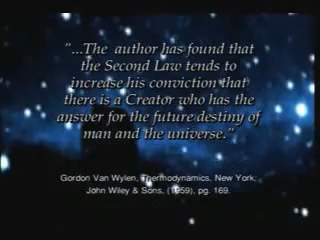 "...The author has found that
the Second Law tends to
increase his conviction that
there is a Creator who has the
answer for the future destiny of
man and the universe."
Gordon Van Wylen, Thermodynamics. New York:
John Wiley & Sons, (1959), pg. 169.